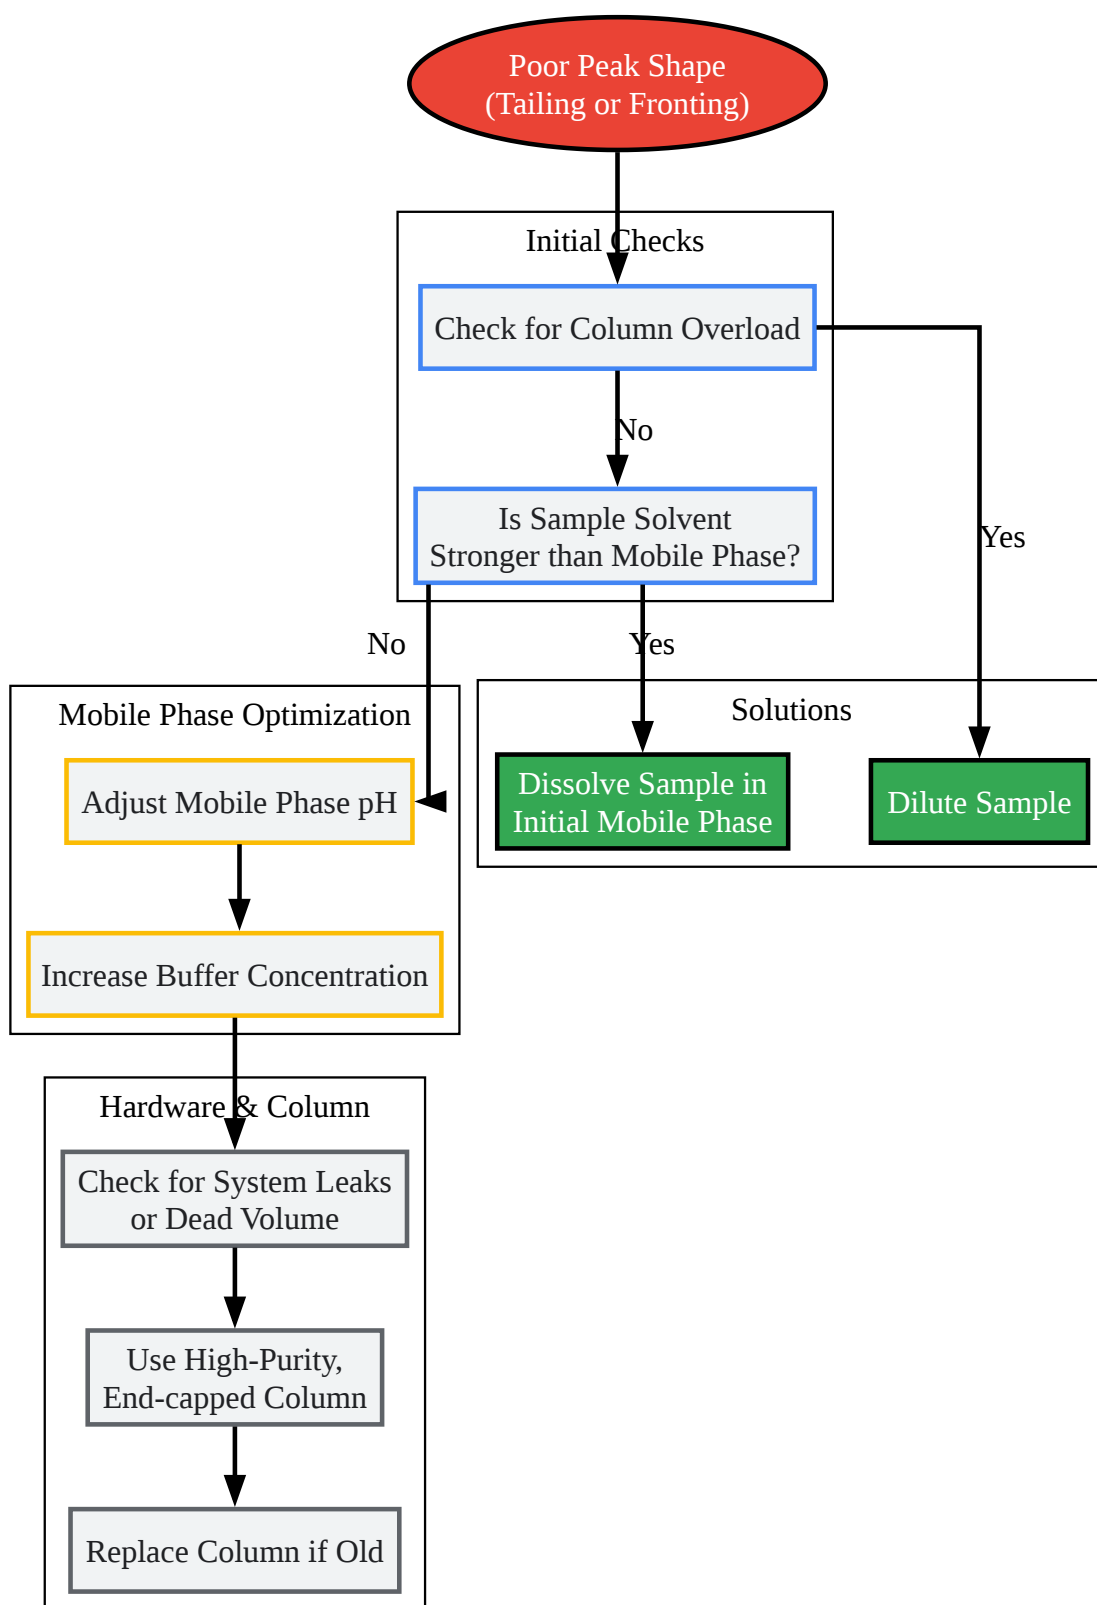 Poor Peak Shape
(Tailing or Fronting)
Initial Checks
Check for Column Overload
No
Is Sample Solvent
Stronger than Mobile Phase?
Yes
No
Yes
Mobile Phase Optimization
Solutions
Adjust Mobile Phase pH
Dissolve Sample in
Initial Mobile Phase
Dilute Sample
Increase Buffer Concentration
Hardware & Column
Check for System Leaks
or Dead Volume
Use High-Purity,
End-capped Column
Replace Column if Old